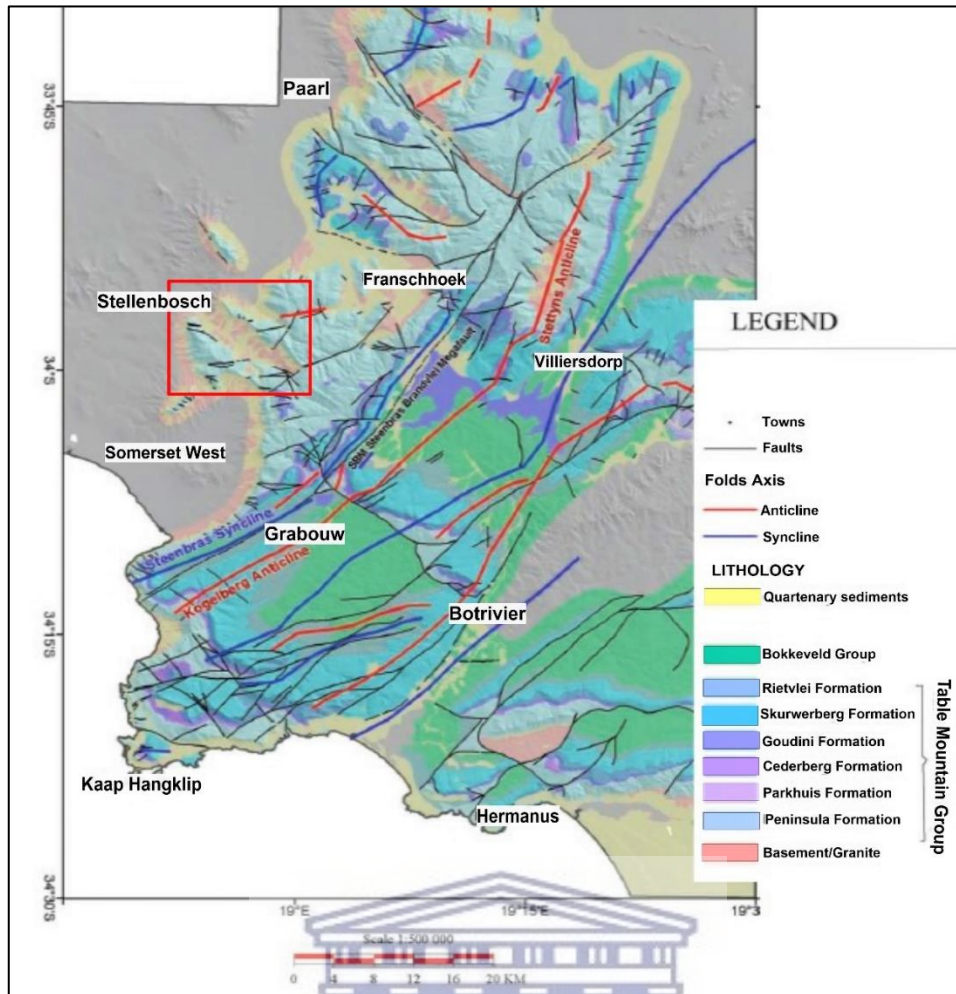 Paarl
33°45'S
Franschhoek
Stellenbosch
Stettyns Anticline
34°S
SBM Steenbras Brandvlei Megafault
Villiersdorp
Somerset West
Steenbras Syncline
Grabouw
Kogelberg Anticline
34°15'S
Botrivier
Kaap Hangklip
Hermanus
34°30'S
19°E
19°15'E
19°3
Scale 1:500 000
0 4 8 12 16 20 KM
LEGEND
Towns
Faults
Folds Axis
Anticline
Syncline
LITHOLOGY
Quartenary sediments
Bokkeveld Group
Rietvlei Formation
Skurwerberg Formation
Goudini Formation
Cederberg Formation
Parkhuis Formation
Peninsula Formation
Basement/Granite
Table Mountain Group